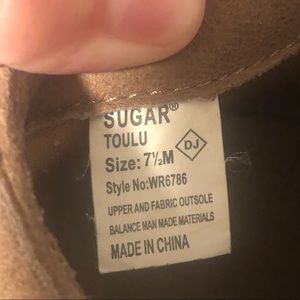 SUGAR®
TOULU
DJ
Size: 7½M
Style No:WR6786
UPPER AND FABRIC OUTSOLE
BALANCE MAN MADE MATERIALS
MADE IN CHINA